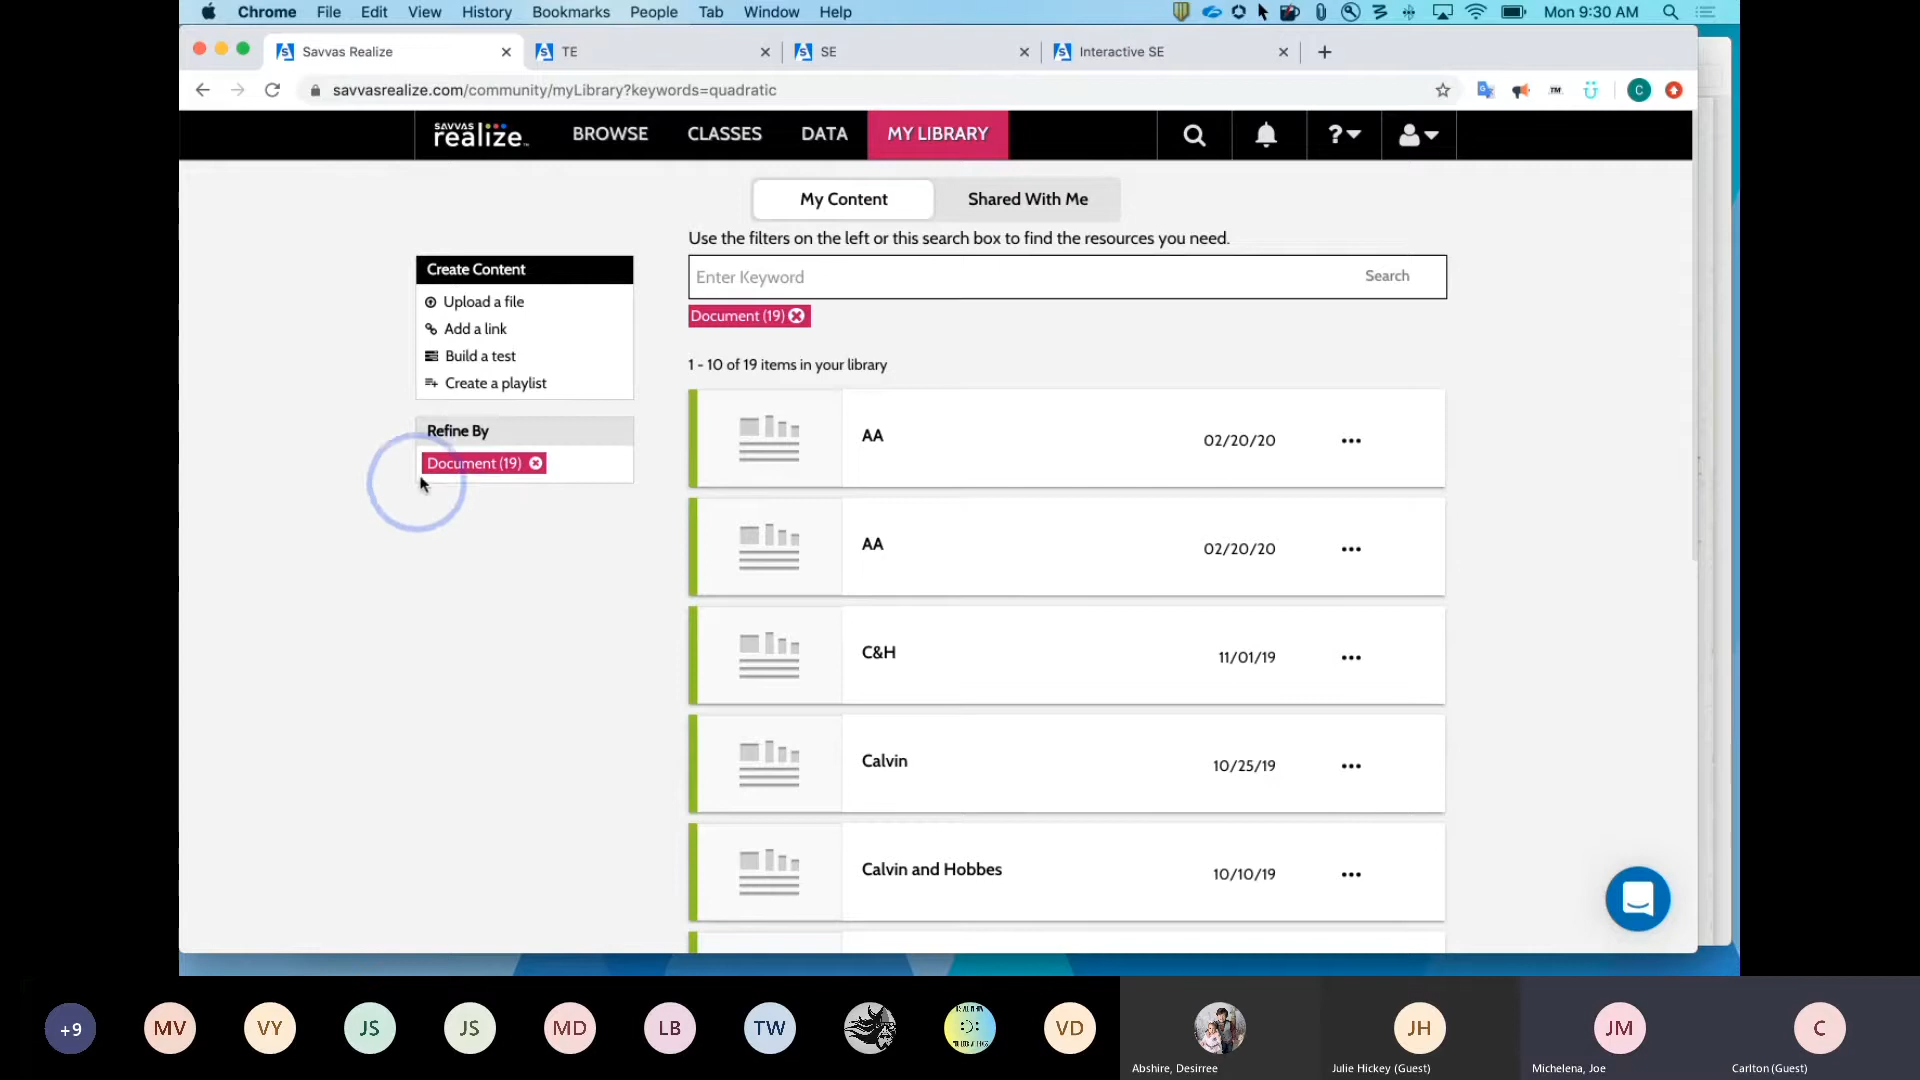 Chrome File Edit View History Bookmarks People Tab Window Help Mon 9:30 AM
Savvas Realize TE SE Interactive SE
savvasrealize.com/community/myLibrary?keywords=quadratic TM C
SAVVAS realize BROWSE CLASSES DATA MY LIBRARY ?
My Content Shared With Me
Use the filters on the left or this search box to find the resources you need.
Create Content
Upload a file
Add a link
Build a test
Create a playlist
Refine By
Document (19)
Enter Keyword Search
Document (19)
1 - 10 of 19 items in your library
AA 02/20/20
AA 02/20/20
C&H 11/01/19
Calvin 10/25/19
Calvin and Hobbes 10/10/19
+9 MV VY JS JS MD LB TW VD JH JM C
Abshire, Desirree Julie Hickey (Guest) Michelena, Joe Carlton (Guest)